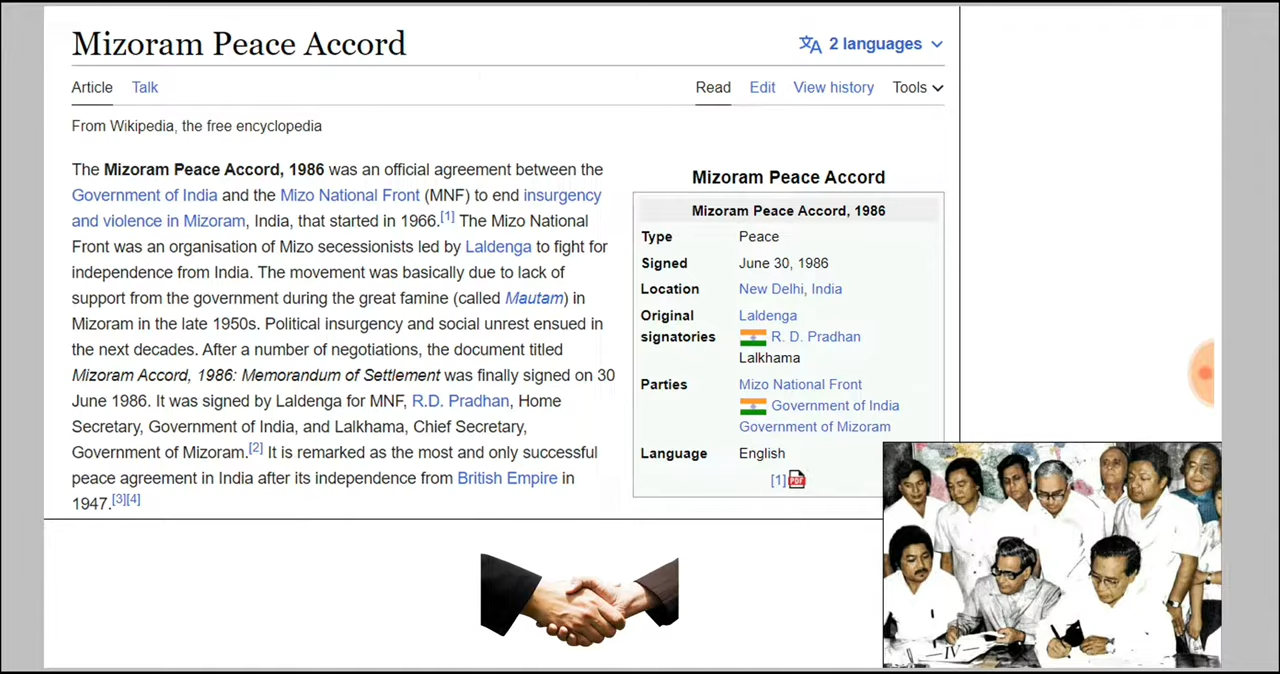 Mizoram Peace Accord
2 languages
Article Talk
Read Edit View history Tools
From Wikipedia, the free encyclopedia
The Mizoram Peace Accord, 1986 was an official agreement between the
Government of India and the Mizo National Front (MNF) to end insurgency
and violence in Mizoram, India, that started in 1966.[1] The Mizo National
Front was an organisation of Mizo secessionists led by Laldenga to fight for
independence from India. The movement was basically due to lack of
support from the government during the great famine (called Mautam) in
Mizoram in the late 1950s. Political insurgency and social unrest ensued in
the next decades. After a number of negotiations, the document titled
Mizoram Accord, 1986: Memorandum of Settlement was finally signed on 30
June 1986. It was signed by Laldenga for MNF, R.D. Pradhan, Home
Secretary, Government of India, and Lalkhama, Chief Secretary,
Government of Mizoram.[2] It is remarked as the most and only successful
peace agreement in India after its independence from British Empire in
1947.[3][4]
Mizoram Peace Accord
Mizoram Peace Accord, 1986
Type Peace
Signed June 30, 1986
Location New Delhi, India
Original Laldenga
signatories R. D. Pradhan
Lalkhama
Parties Mizo National Front
Government of India
Government of Mizoram
Language English
[1] PDF
IV